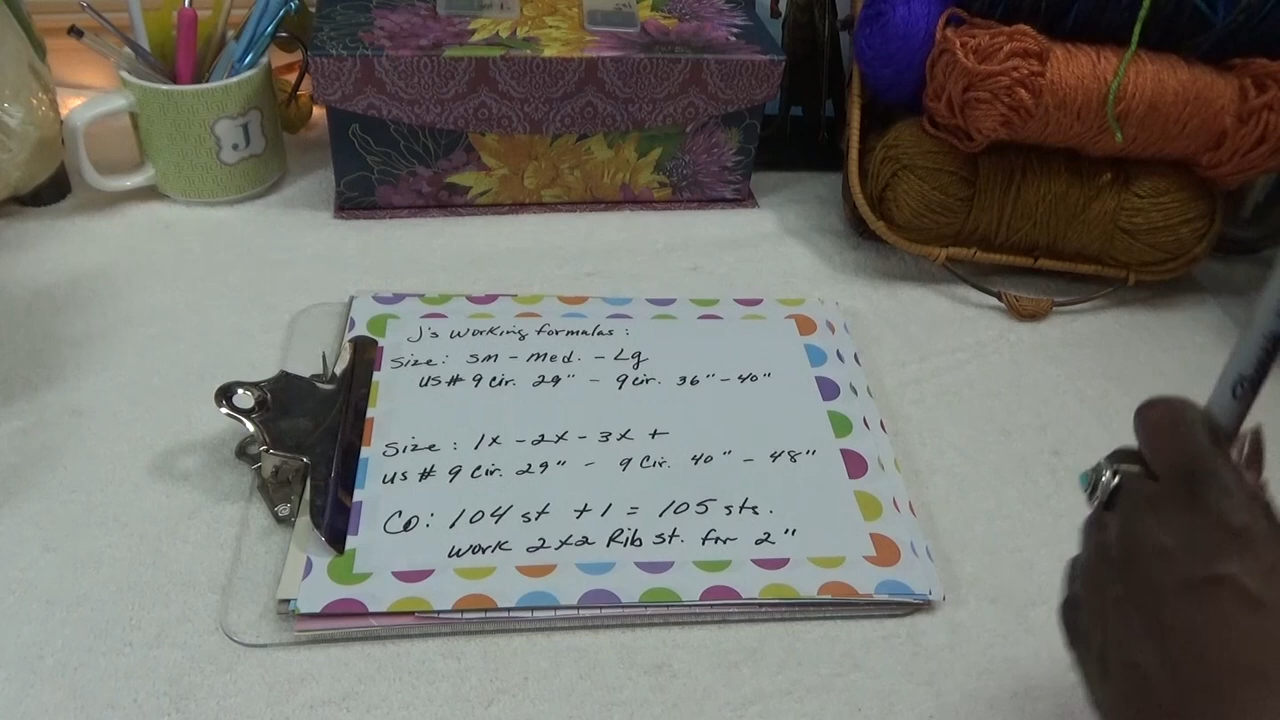 J
J's working formulas:
Size: SM - Med. - Lg
US # 9 Cir. 29" - 9 cir. 36" - 40"
Size: 1X - 2X - 3X +
US # 9 Cir. 29" - 9 Cir. 40" - 48"
CO: 104 st + 1 = 105 sts.
Work 2x2 Rib st. for 2"